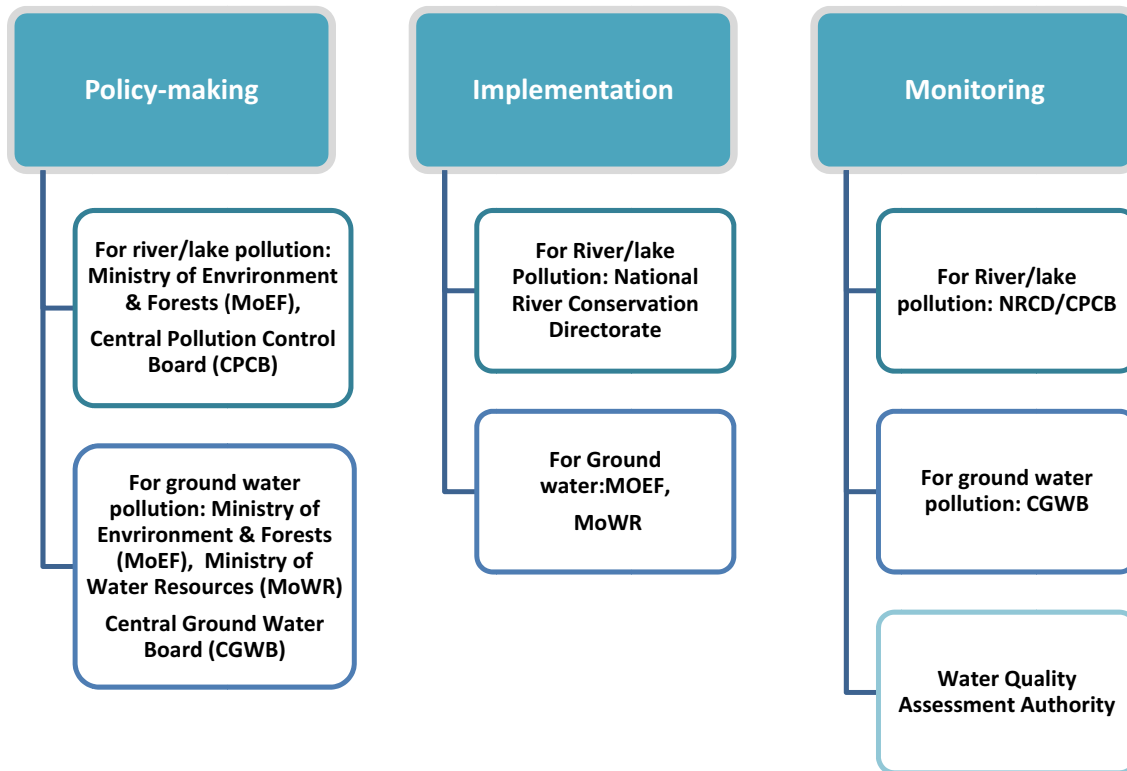 Policy-making
For river/lake pollution:
Ministry of Envrironment
& Forests (MoEF),
Central Pollution Control
Board (CPCB)
For ground water
pollution: Ministry of
Envrironment & Forests
(MoEF), Ministry of
Water Resources (MoWR)
Central Ground Water
Board (CGWB)
Implementation
For River/lake
Pollution: National
River Conservation
Directorate
For Ground
water:MOEF,
MoWR
Monitoring
For River/lake
pollution: NRCD/CPCB
For ground water
pollution: CGWB
Water Quality
Assessment Authority